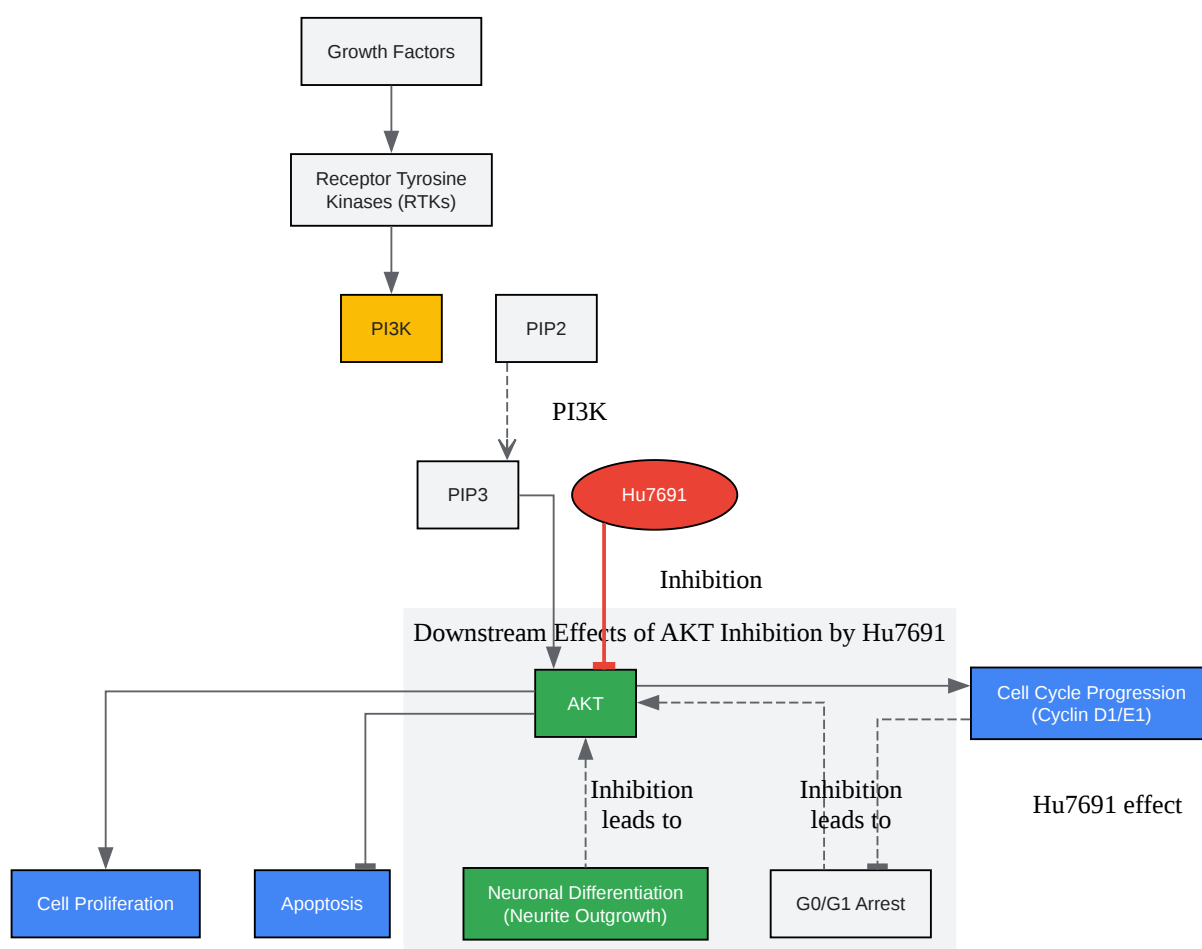 Growth Factors
Receptor Tyrosine
Kinases (RTKs)
PI3K
PIP2
PI3K
PIP3
Hu7691
Inhibition
Downstream Effects of AKT Inhibition by Hu7691
AKT
Cell Cycle Progression
(Cyclin D1/E1)
Inhibition
leads to
Inhibition
leads to
Hu7691 effect
Cell Proliferation
Apoptosis
Neuronal Differentiation
(Neurite Outgrowth)
G0/G1 Arrest